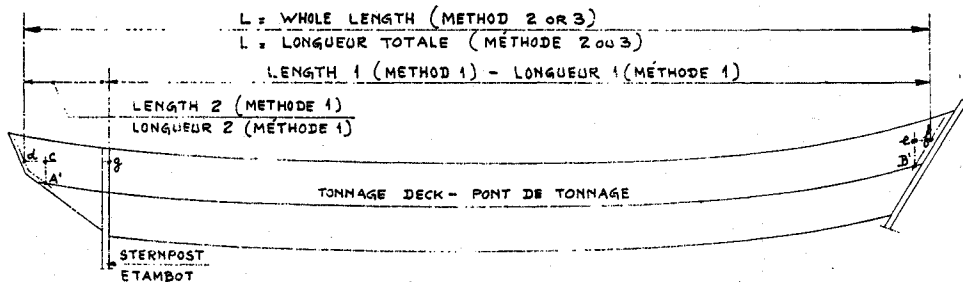 L = WHOLE LENGTH (METHOD 2 OR 3)
L = LONGUEUR TOTALE (MÉTHODE 2 OU 3)
LENGTH 1 (METHOD 1) - LONGUEUR 1 (MÉTHODE 1)
LENGTH 2 (METHODE 1)
LONGUEUR 2 (MÉTHODE 1)
d c g e f
A' B'
TONNAGE DECK - PONT DE TONNAGE
STERNPOST
ETAMBOT